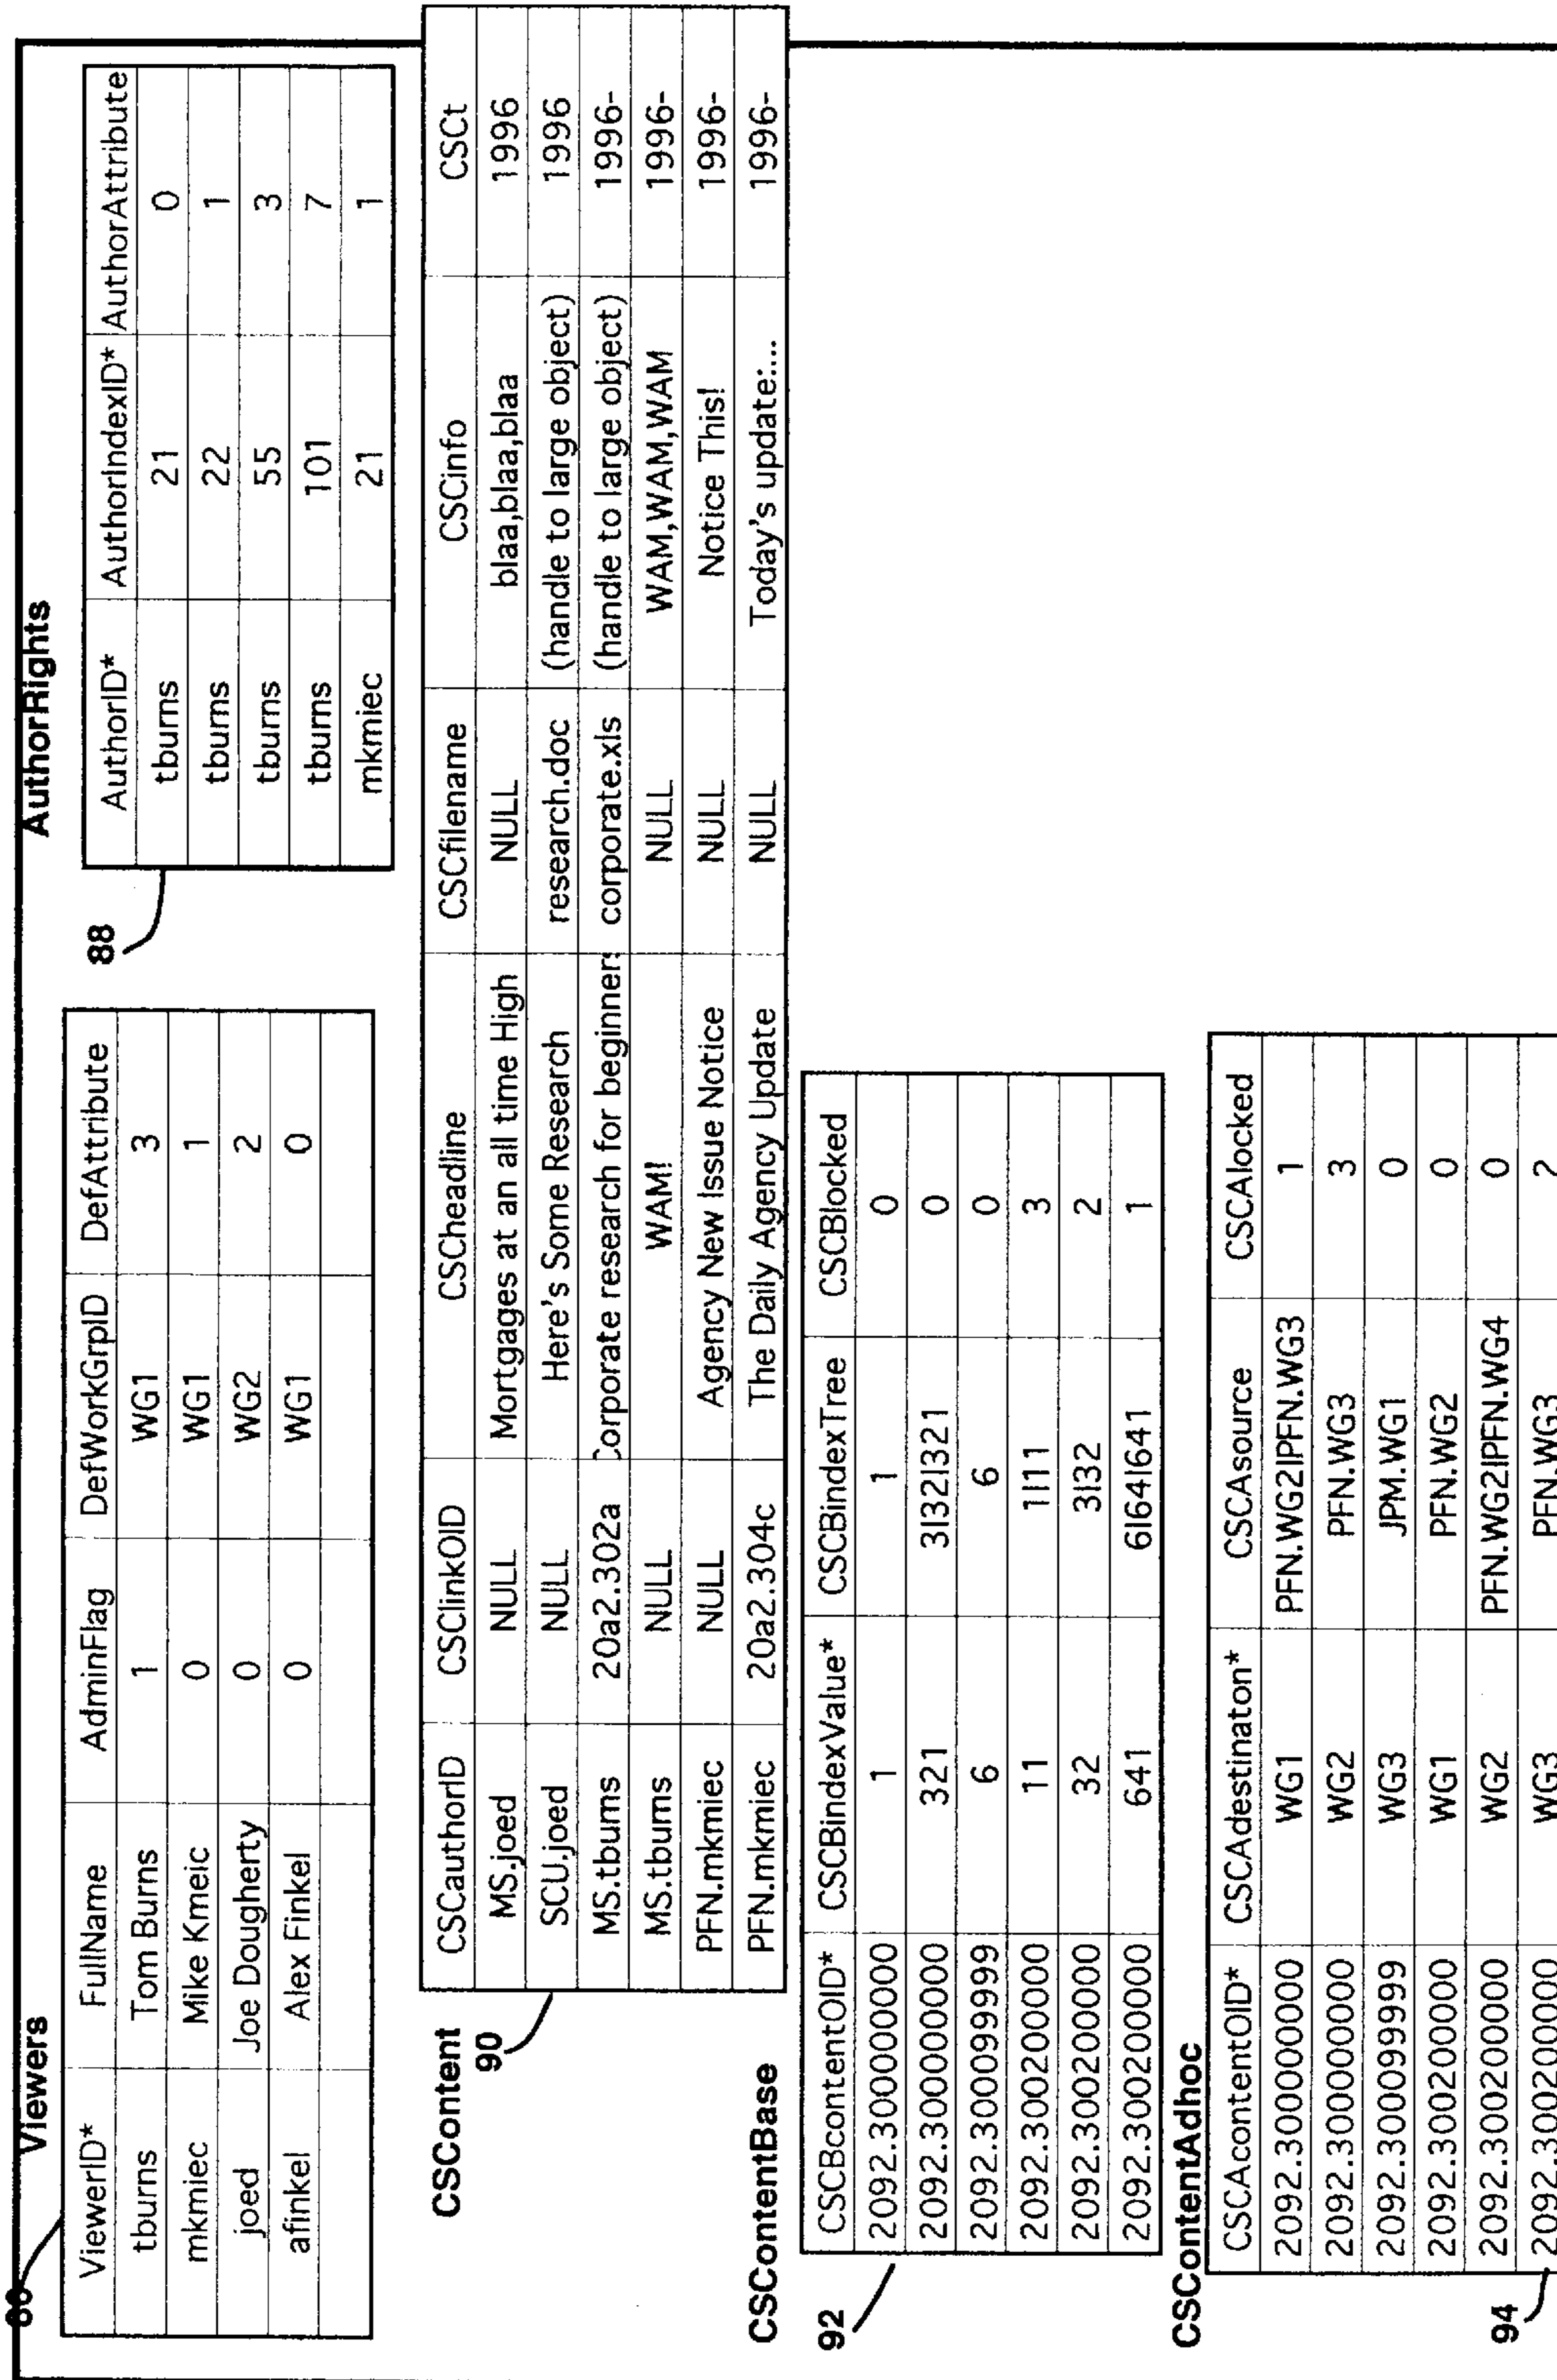 Viewers
86
ViewerID* FullName AdminFlag DefWorkGrpID DefAttribute
tburns Tom Burns 1 WG1 3
mkmiec Mike Kmeic 0 WG1 1
joed Joe Dougherty 0 WG2 2
afinkel Alex Finkel 0 WG1 0
AuthorRights
88
AuthorID* AuthorIndexID* AuthorAttribute
tburns 21 0
tburns 22 1
tburns 55 3
tburns 101 7
mkmiec 21 1
CSContent
90
CSCauthorID CSClinkOID CSCheadline CSCfilename CSCinfo CSCt
MS.joed NULL Mortgages at an all time High NULL blaa,blaa,blaa 1996
SCU.joed NULL Here's Some Research research.doc (handle to large object) 1996
MS.tburns 20a2.302a Corporate research for beginners corporate.xls (handle to large object) 1996-
MS.tburns NULL WAM! NULL WAM,WAM,WAM 1996-
PFN.mkmiec NULL Agency New Issue Notice NULL Notice This! 1996-
PFN.mkmiec 20a2.304c The Daily Agency Update NULL Today's update:... 1996-
CSContentBase
92
CSCBcontentOID* CSCBindexValue* CSCBindexTree CSCBlocked
2092.3000000000 1 1 0
2092.3000000000 321 3|32|321 0
2092.3000999999 6 6 0
2092.3002000000 11 1|11 3
2092.3002000000 32 3|32 2
2092.3002000000 641 6|64|641 1
CSContentAdhoc
94
CSCAcontentOID* CSCAdestinaton* CSCAsource CSCAlocked
2092.3000000000 WG1 PFN.WG2|PFN.WG3 1
2092.3000000000 WG2 PFN.WG3 3
2092.3000999999 WG3 JPM.WG1 0
2092.3002000000 WG1 PFN.WG2 0
2092.3002000000 WG2 PFN.WG2|PFN.WG4 0
2092.3002000000 WG3 PFN.WG3 2